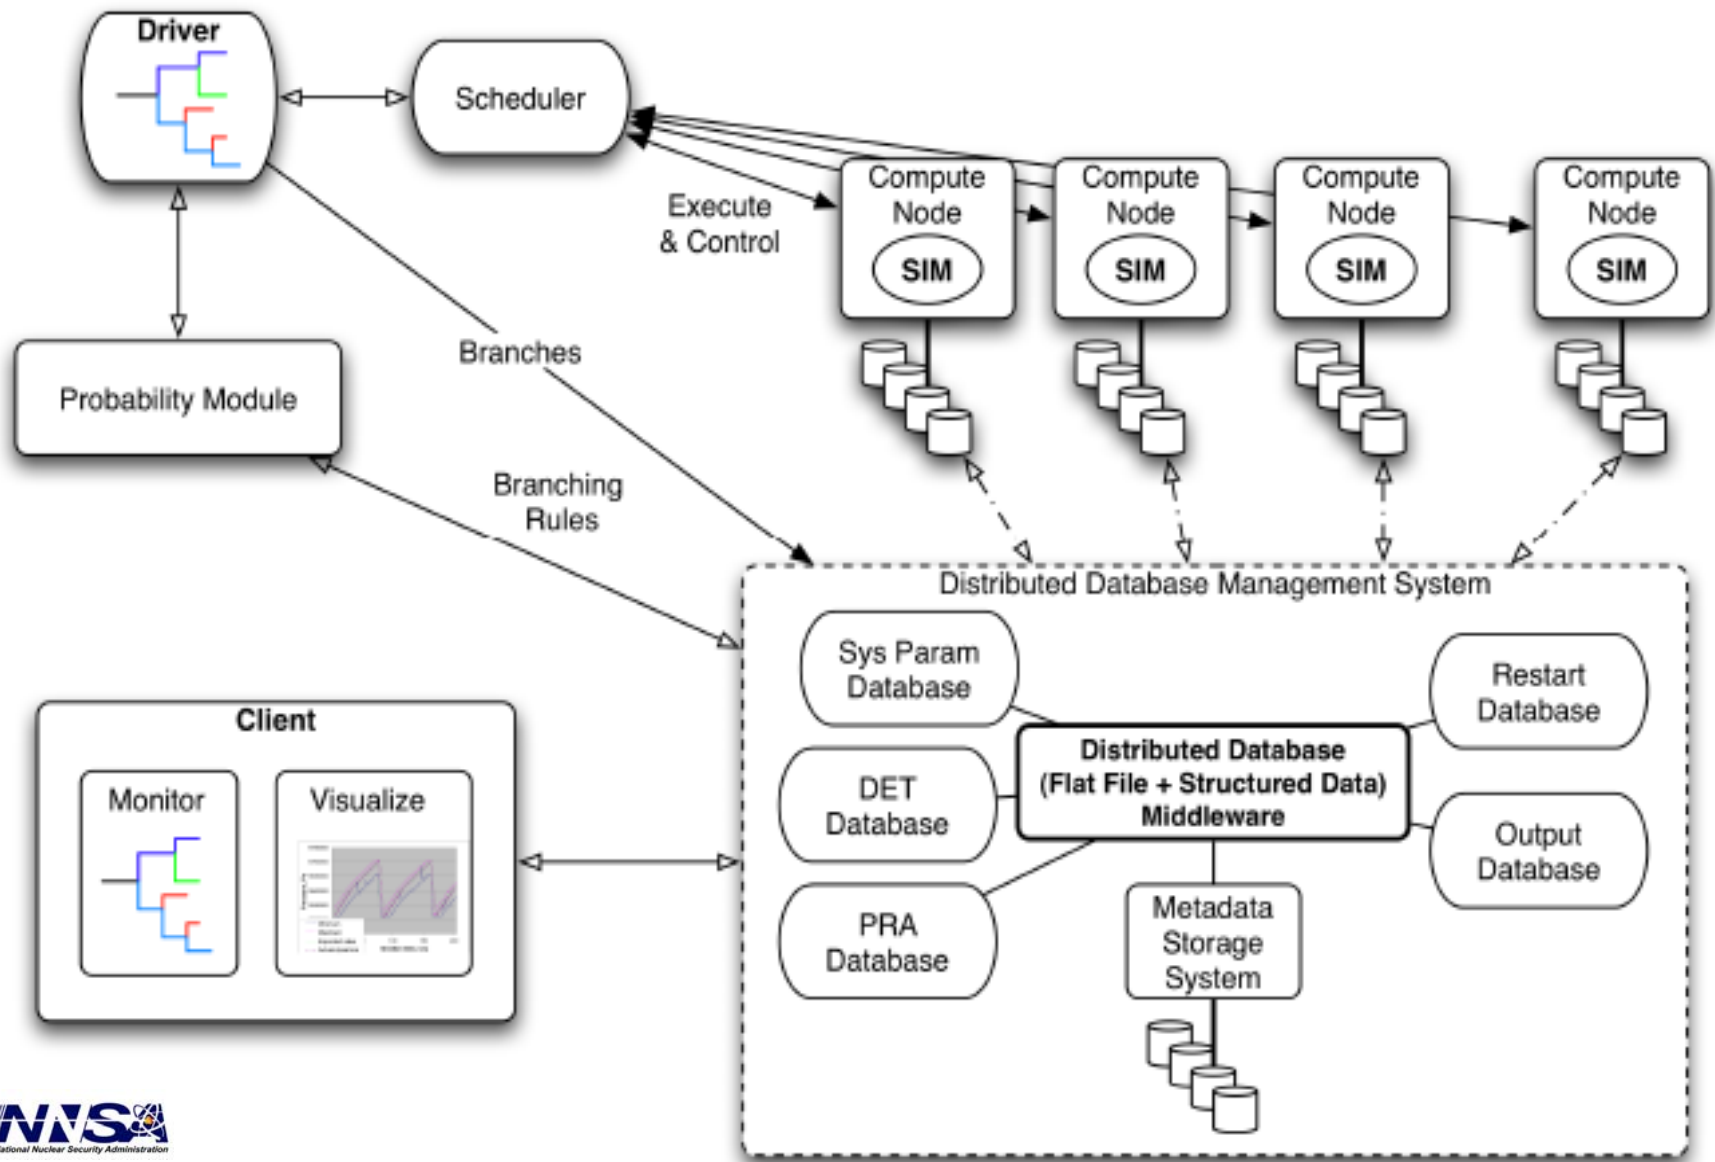 Driver
Scheduler
Compute
Node
SIM
Compute
Node
SIM
Compute
Node
SIM
Compute
Node
SIM
Execute
& Control
Branches
Probability Module
Branching
Rules
Distributed Database Management System
Sys Param
Database
Restart
Database
Distributed Database
(Flat File + Structured Data)
Middleware
DET
Database
Output
Database
PRA
Database
Metadata
Storage
System
Client
Monitor
Visualize
NNSA
National Nuclear Security Administration